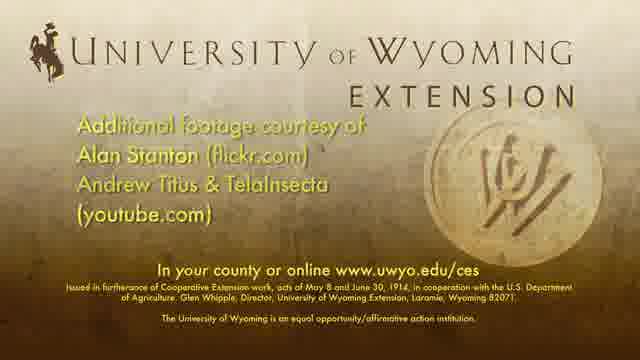 UNIVERSITY OF WYOMING
EXTENSION
Additional footage courtesy of
Alan Stanton (flickr.com)
Andrew Titus & TelaInsecta
(youtube.com)
In your county or online www.uwyo.edu/ces
Issued in furtherance of Cooperative Extension work, acts of May 8 and June 30, 1914, in cooperation with the U.S. Department
of Agriculture. Glen Whipple, Director, University of Wyoming Extension, Laramie, Wyoming 82071.
The University of Wyoming is an equal opportunity/affirmative action institution.